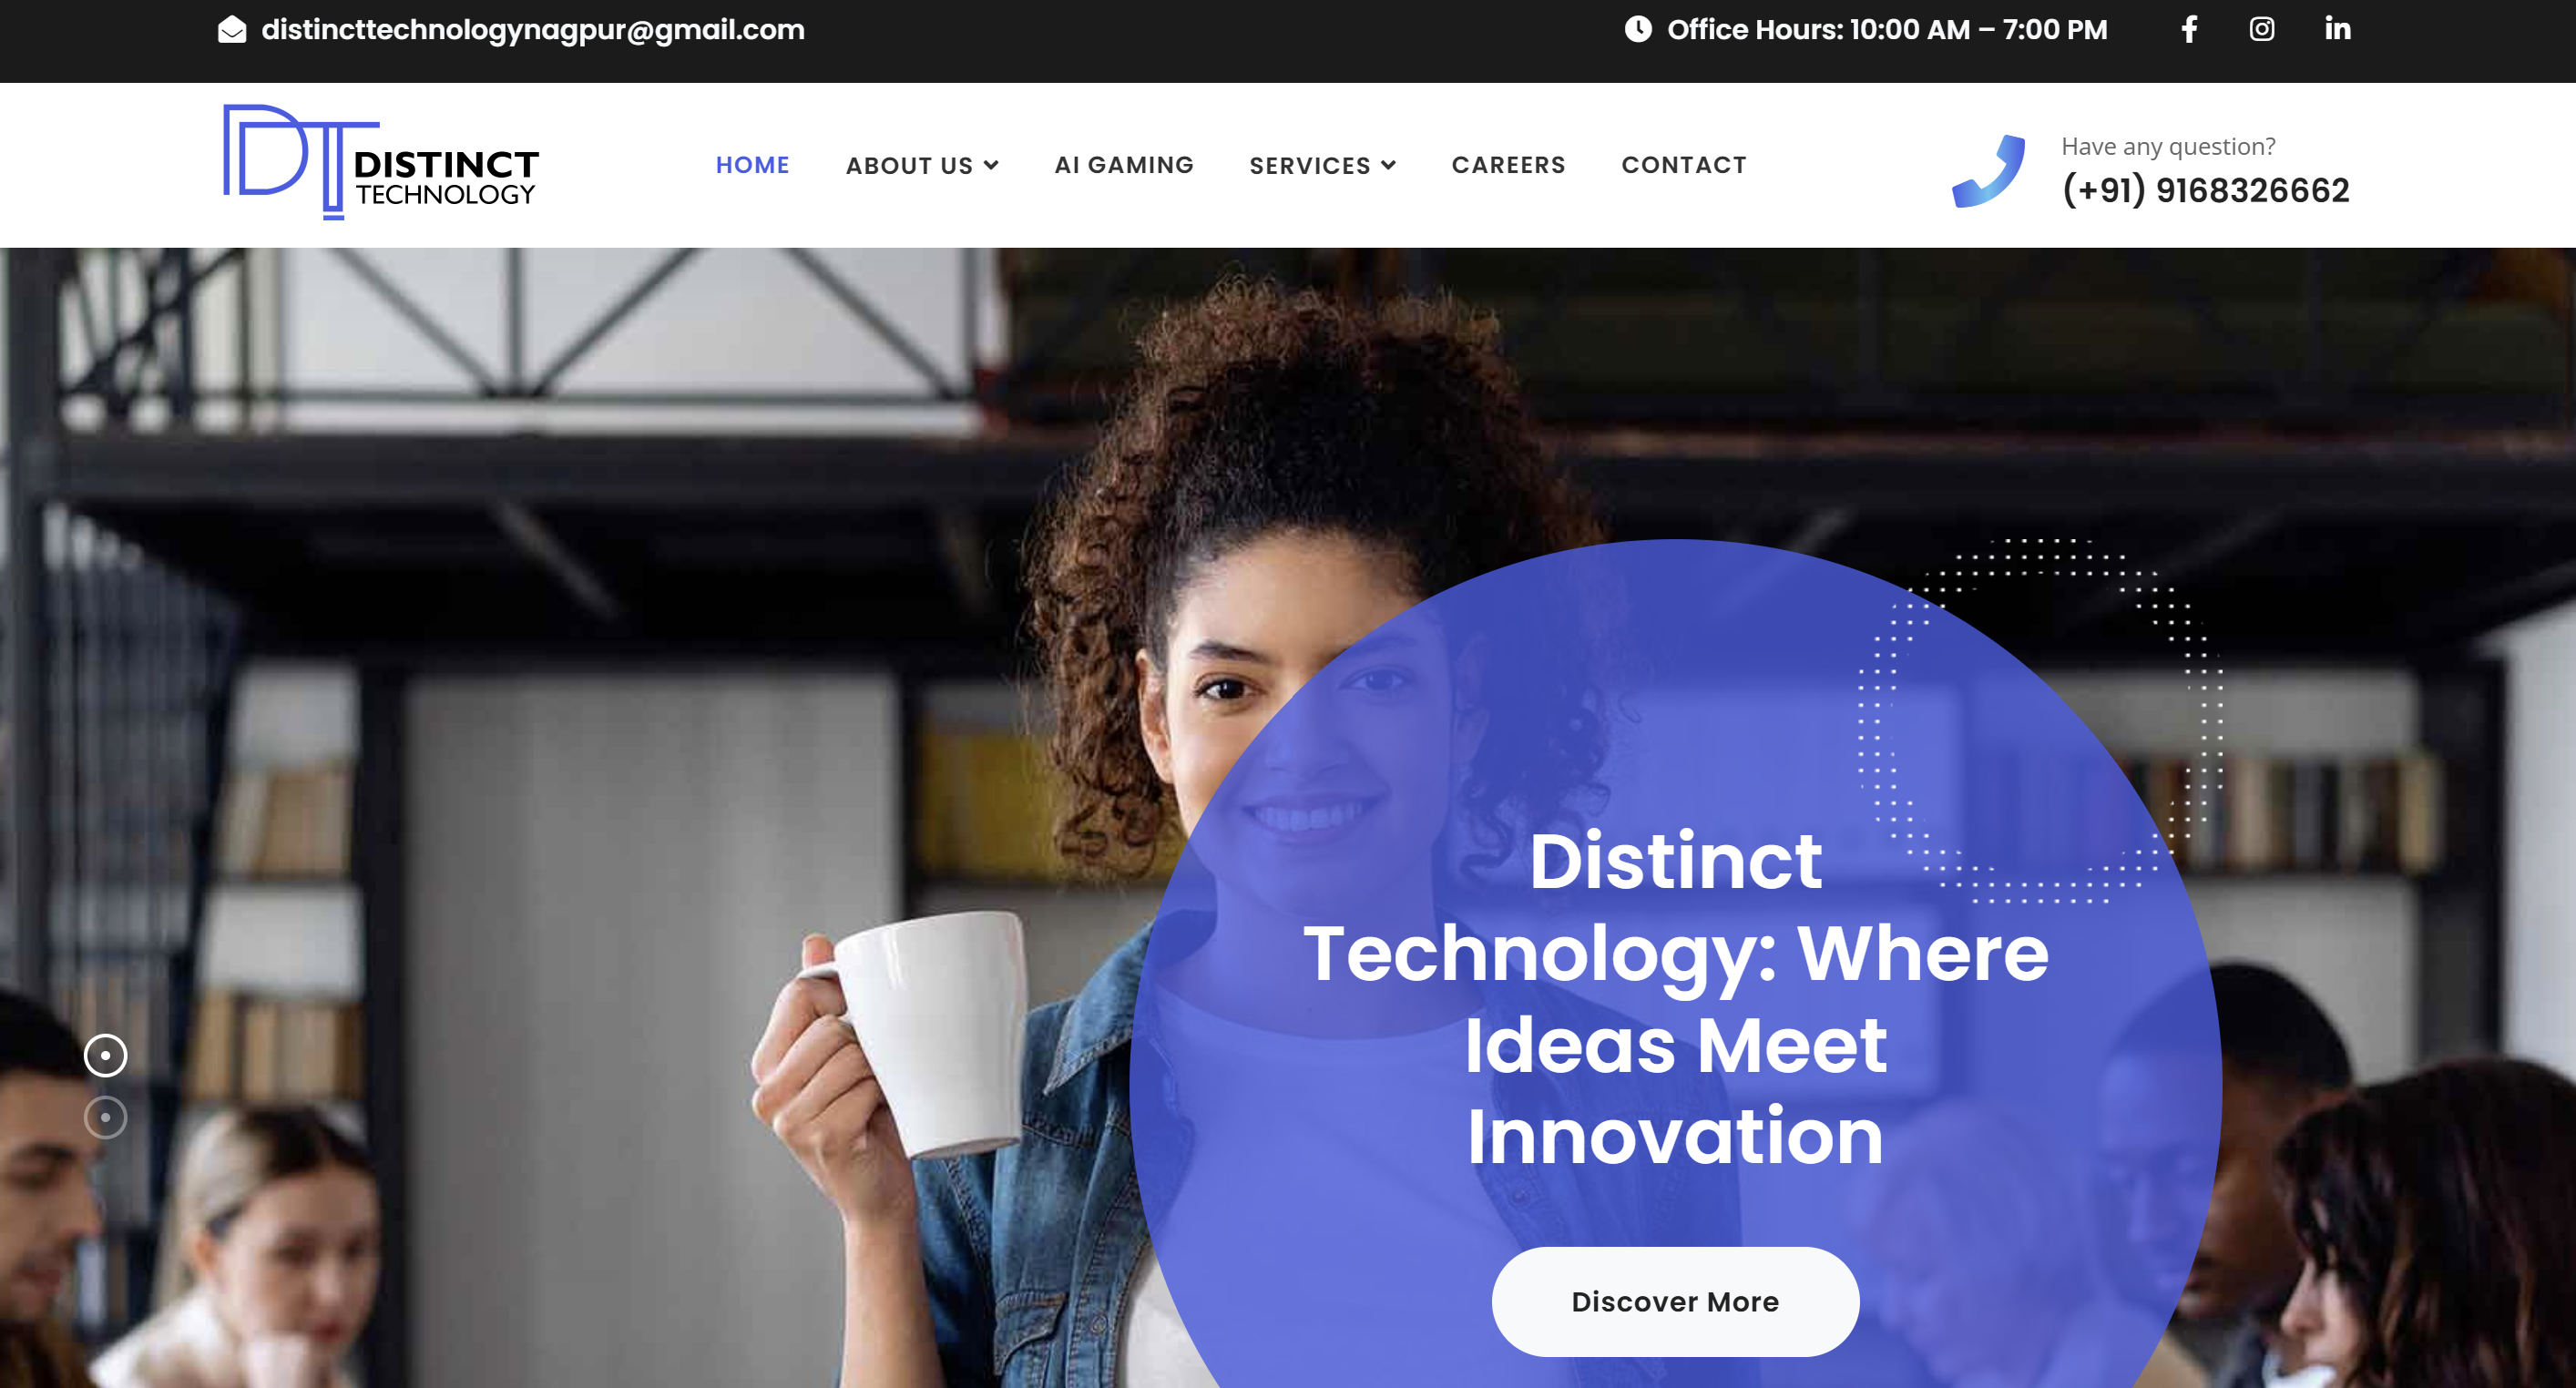 distincttechnologynagpur@gmail.com
Office Hours: 10:00 AM – 7:00 PM
DT DISTINCT
TECHNOLOGY
HOME
ABOUT US
AI GAMING
SERVICES
CAREERS
CONTACT
Have any question?
(+91) 9168326662
Distinct
Technology: Where
Ideas Meet
Innovation
Discover More